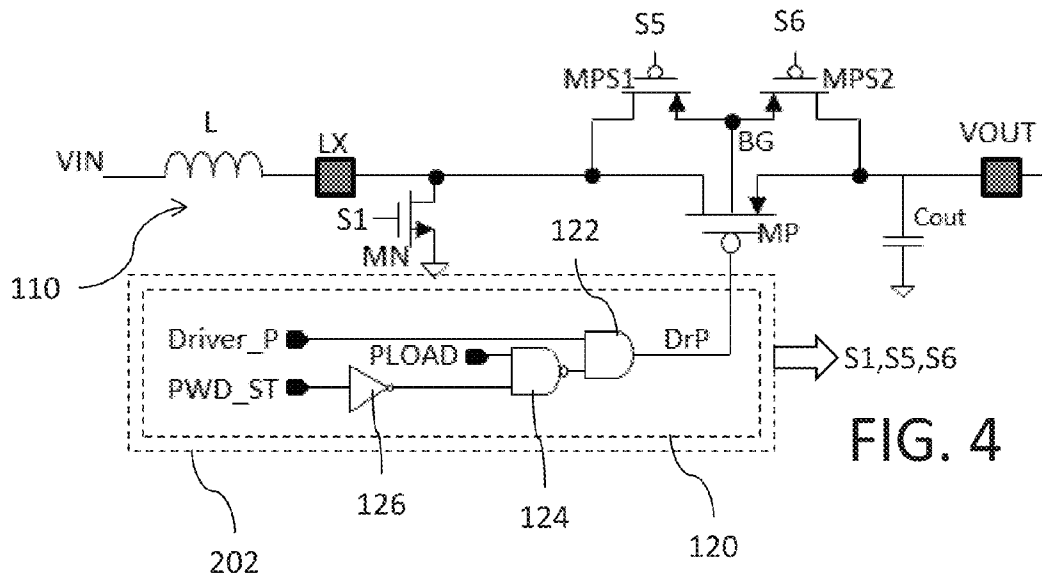 S5
S6
MPS1
MPS2
L
LX
BG
VOUT
VIN
S1
MN
122
MP
Cout
110
Driver_P
PLOAD
DrP
PWD_ST
S1,S5,S6
FIG. 4
126
124
120
202